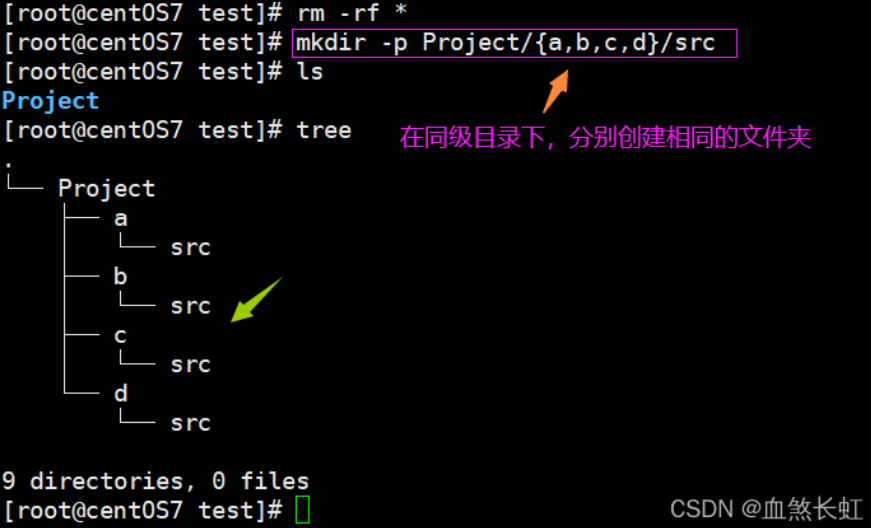 [root@centOS7 test]# rm -rf *
[root@centOS7 test]# mkdir -p Project/{a,b,c,d}/src
[root@centOS7 test]# ls
Project
[root@centOS7 test]# tree
在同级目录下，分别创建相同的文件夹
.
└── Project
    ├── a
    │   └── src
    ├── b
    │   └── src
    ├── c
    │   └── src
    └── d
        └── src
9 directories, 0 files
[root@centOS7 test]#
CSDN @血煞长虹